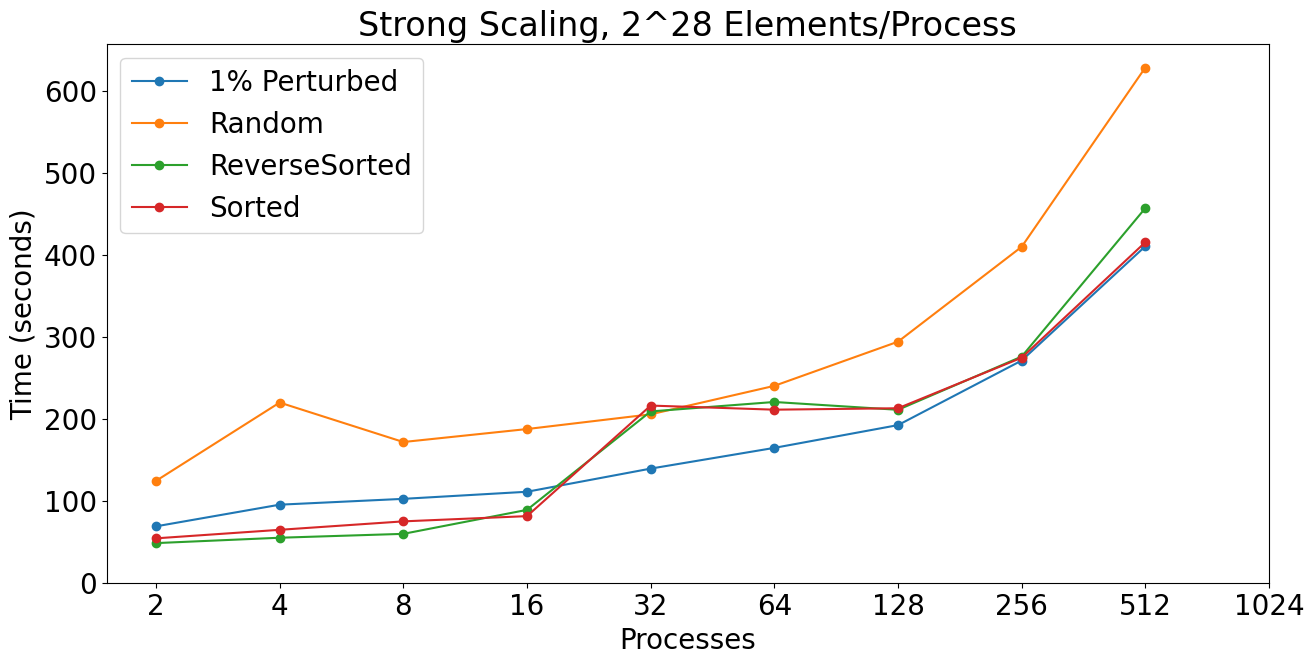 Strong Scaling, 2^28 Elements/Process
1% Perturbed
Random
ReverseSorted
Sorted
Time (seconds)
600
500
400
300
200
100
0
2 4 8 16 32 64 128 256 512 1024
Processes